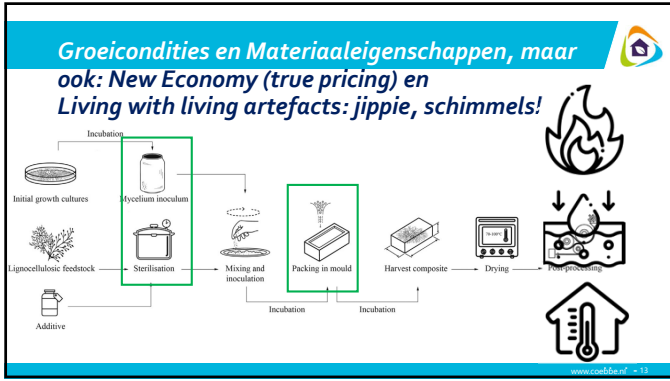 Groeicondities en Materiaaleigenschappen, maar
ook: New Economy (true pricing) en
Living with living artefacts: jippie, schimmels!
Incubation
Initial growth cultures
Mycelium inoculum
Lignocellulosic feedstock
Sterilisation
Mixing and
inoculation
Packing in mould
Harvest composite
Drying
Post-processing
Additive
Incubation
Incubation
www.coebbe.nl - 13